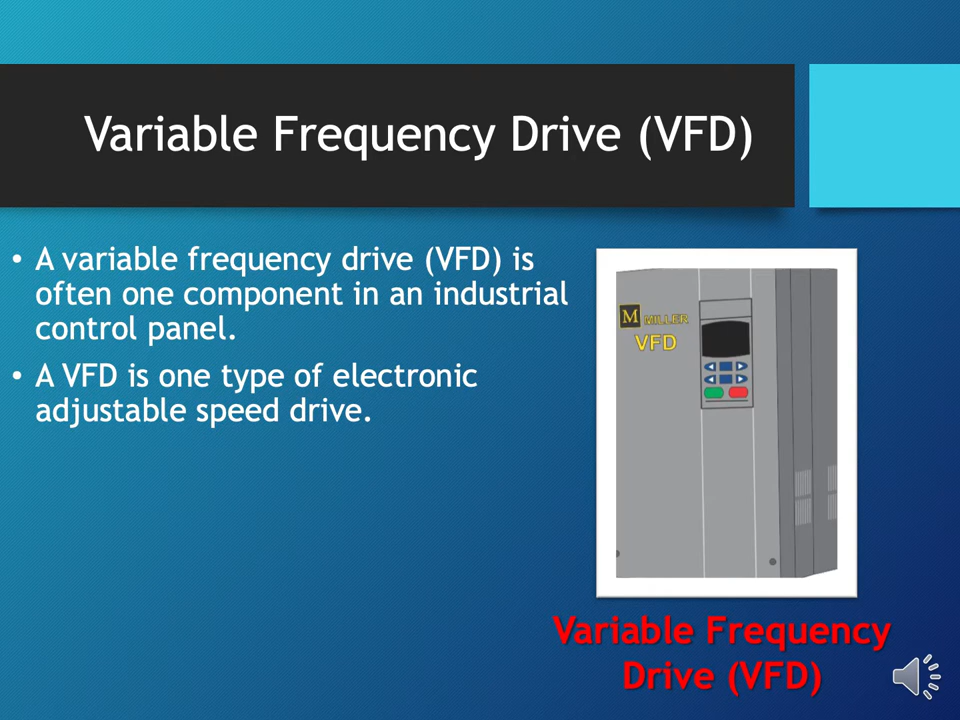 Variable Frequency Drive (VFD)
• A variable frequency drive (VFD) is
often one component in an industrial
control panel.
• A VFD is one type of electronic
adjustable speed drive.
M MILLER
VFD
Variable Frequency
Drive (VFD)